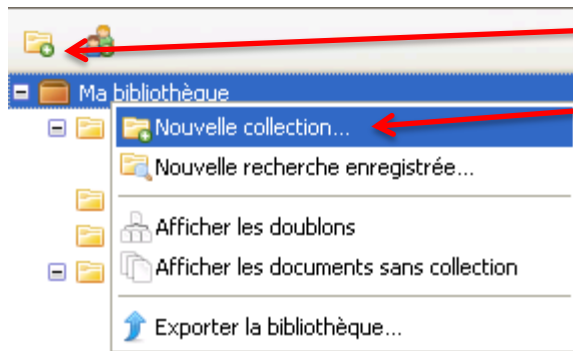 Ma bibliothèque
Nouvelle collection...
Nouvelle recherche enregistrée...
Afficher les doublons
Afficher les documents sans collection
Exporter la bibliothèque...